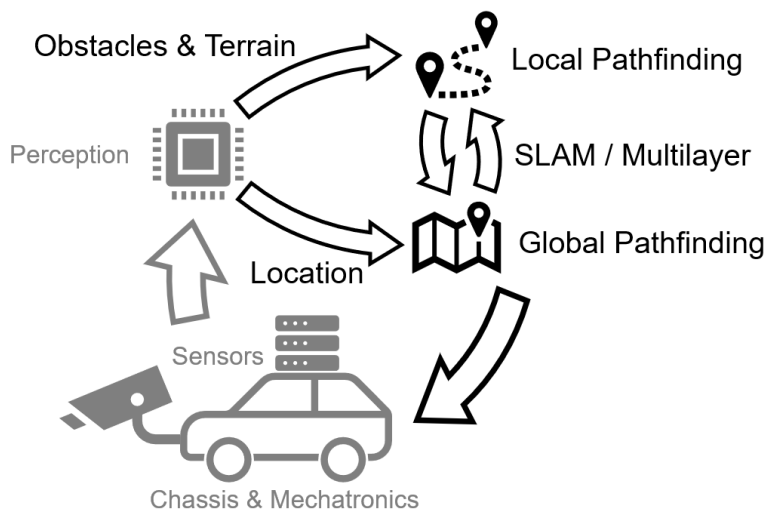 Obstacles & Terrain
Local Pathfinding
Perception
SLAM / Multilayer
Global Pathfinding
Location
Sensors
Chassis & Mechatronics